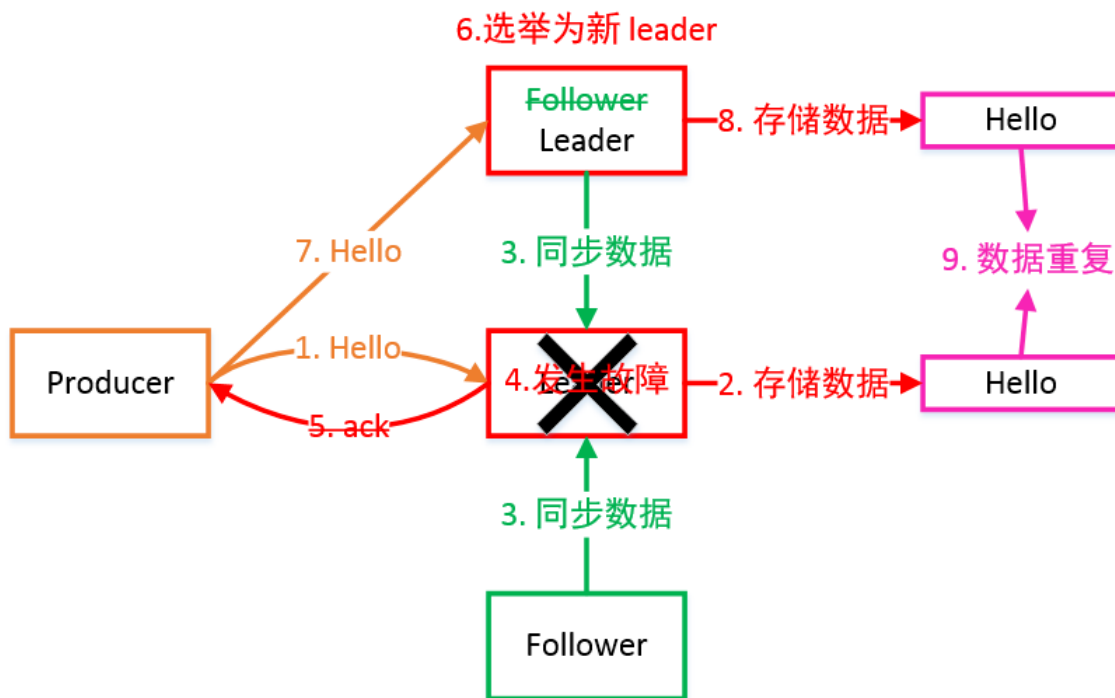 6.选举为新 leader
Follower
Leader
8. 存储数据
Hello
7. Hello
3. 同步数据
9. 数据重复
Producer
1. Hello
Leader
4.发生故障
2. 存储数据
Hello
5. ack
3. 同步数据
Follower